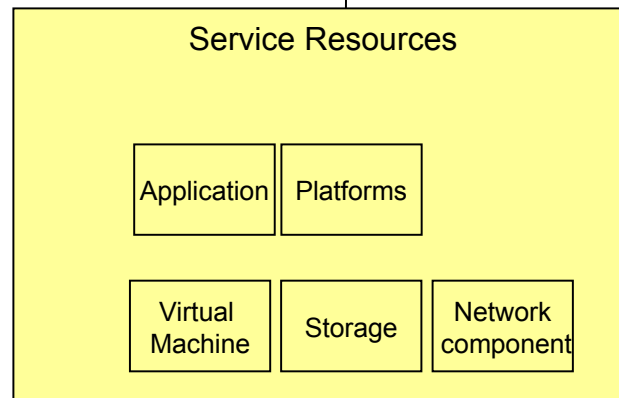 Service Resources
Application
Platforms
Virtual
Machine
Storage
Network
component